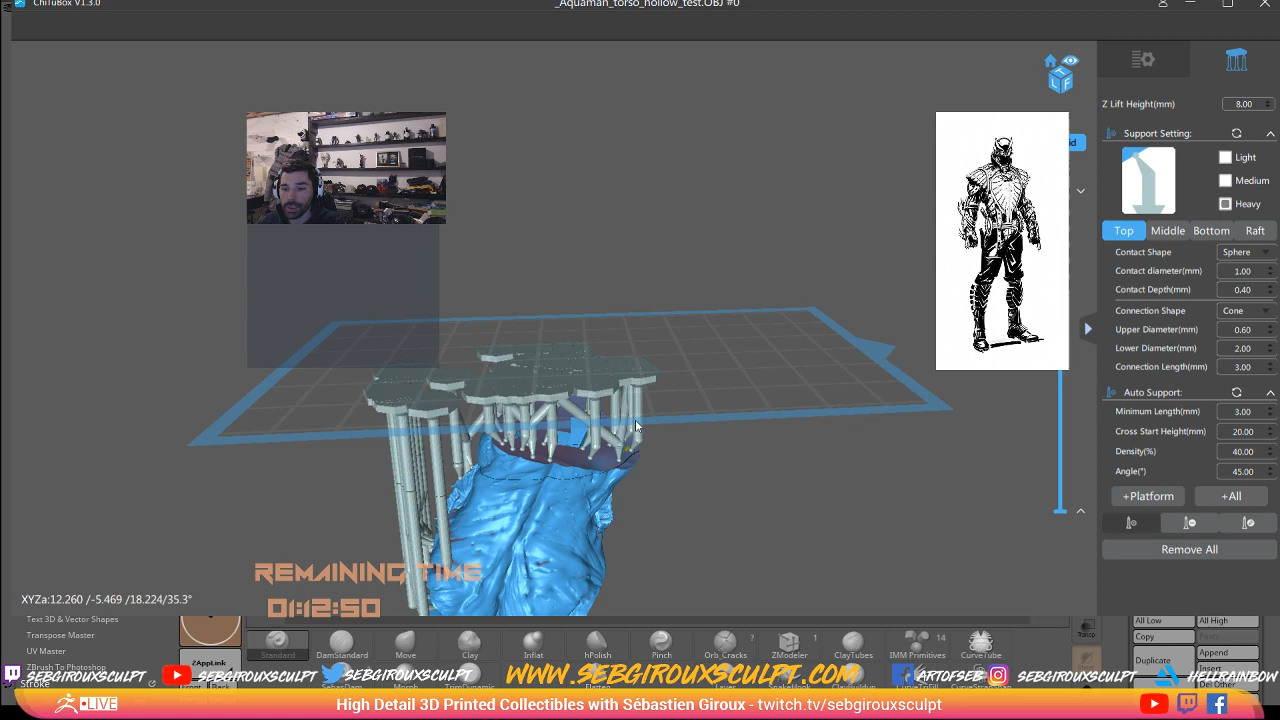 ChiTuBox V1.3.0
_Aquaman_torso_hollow_test.OBJ #0
Z Lift Height(mm) 8.00
Support Setting:
Light
Medium
Heavy
Top Middle Bottom Raft
Contact Shape Sphere
Contact diameter(mm) 1.00
Contact Depth(mm) 0.40
Connection Shape Cone
Upper Diameter(mm) 0.60
Lower Diameter(mm) 2.00
Connection Length(mm) 3.00
Auto Support:
Minimum Length(mm) 3.00
Cross Start Height(mm) 20.00
Density(%) 40.00
Angle(°) 45.00
+Platform +All
Remove All
T
L F
REMAINING TIME
01:12:50
XYZa:12.260 /-5.469 /18.224/35.3°
Text 3D & Vector Shapes
Transpose Master
UV Master
ZBrush To Photoshop
Stroke
ZAppLink
Standard DamStandard Move Clay Inflat hPolish Pinch Orb_Cracks ZModeler ClayTubes IMM Primitives CurveTube
? 1 14
Transp
All Low All High
Copy
Append
Duplicate
Insert
Del Other
SEBGIROUXSCULPT SEBGIROUXSCULPT SEBGIROUXSCULPT WWW.SEBGIROUXSCULPT.COM ARTOFSEB SEBGIROUXSCULPT HELLRAINBOW
LIVE
High Detail 3D Printed Collectibles with Sébastien Giroux - twitch.tv/sebgirouxsculpt